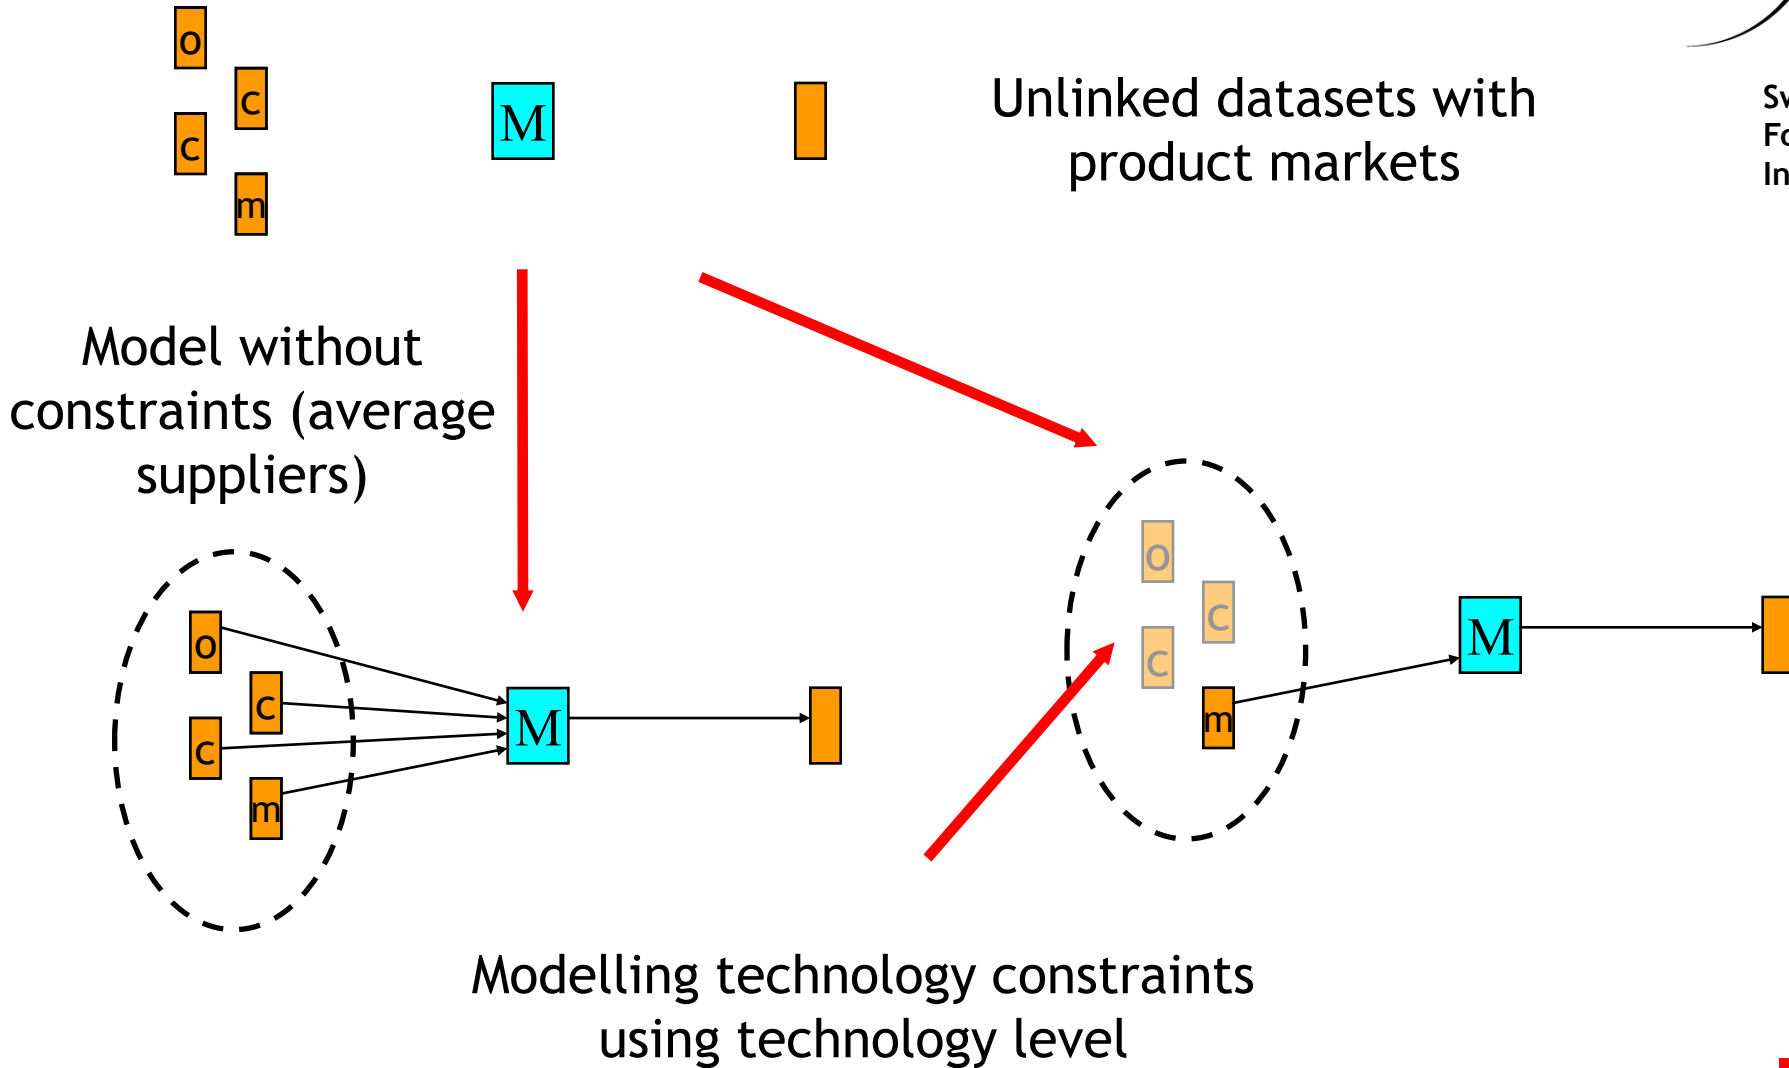 o
c
c
m
M
Unlinked datasets with
product markets
Model without
constraints (average
suppliers)
o
c
c
m
M
o
c
c
m
M
Modelling technology constraints
using technology level